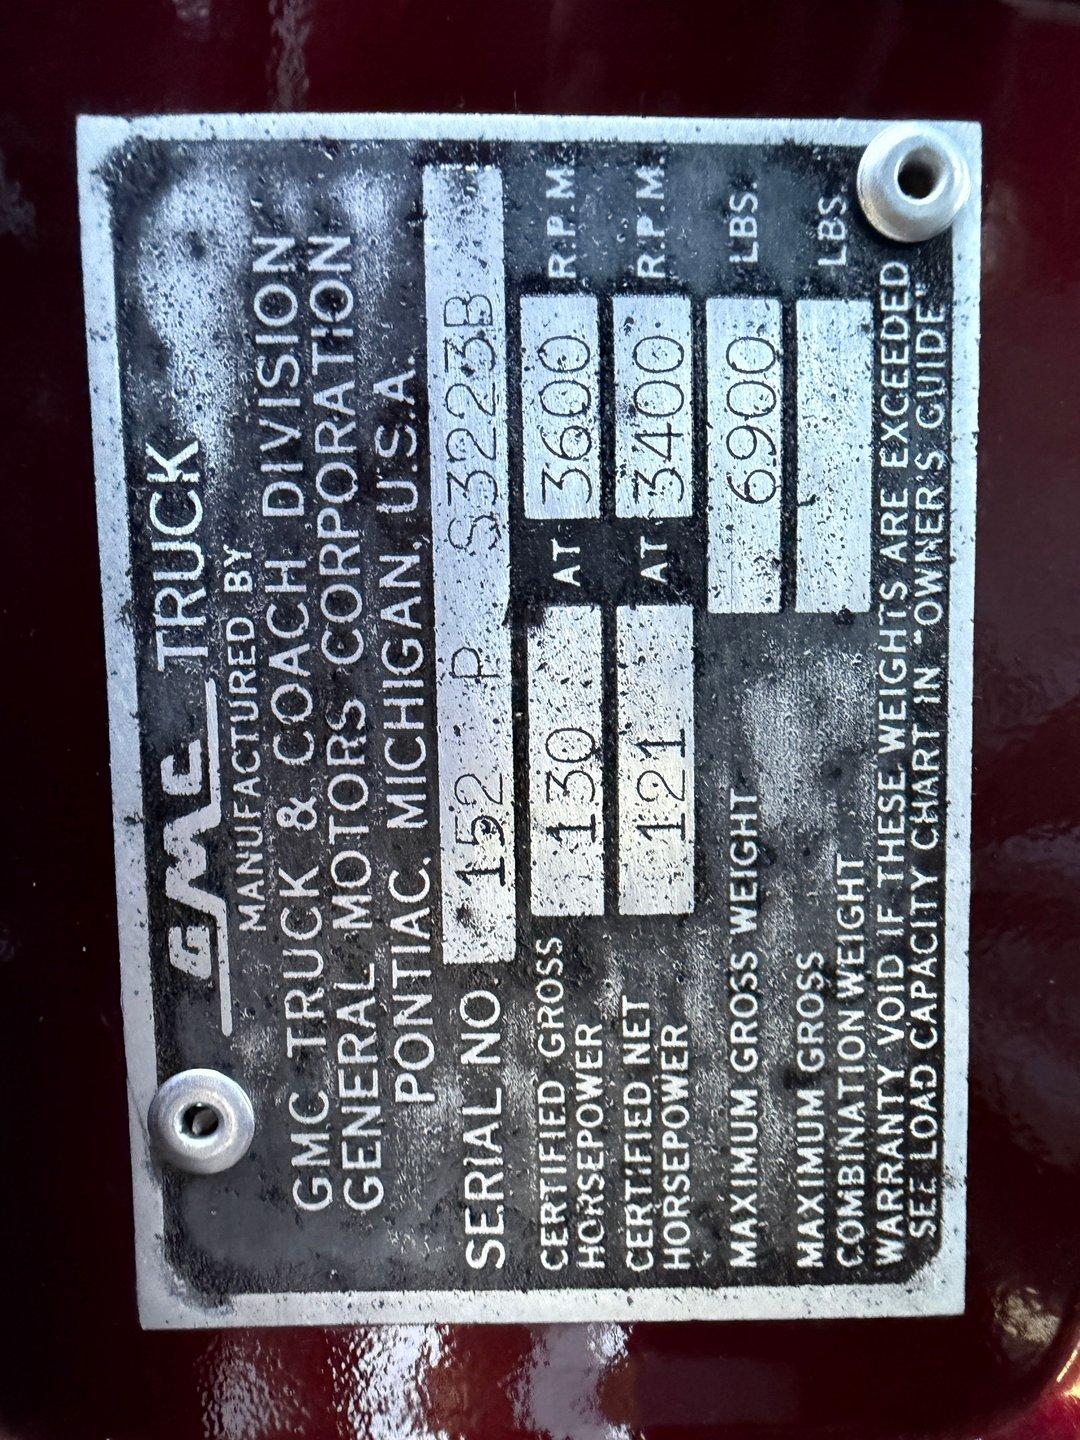 GMC TRUCK
MANUFACTURED BY
GMC TRUCK & COACH DIVISION
GENERAL MOTORS CORPORATION
PONTIAC. MICHIGAN, U.S.A.
SERIAL NO. 152 P S3223B
CERTIFIED GROSS HORSEPOWER 130 AT 3600 R.P.M.
CERTIFIED NET HORSEPOWER 121 AT 3400 R.P.M.
MAXIMUM GROSS WEIGHT 6900 LBS.
MAXIMUM GROSS COMBINATION WEIGHT LBS.
WARRANTY VOID IF THESE WEIGHTS ARE EXCEEDED
SEE LOAD CAPACITY CHART IN "OWNER'S GUIDE"